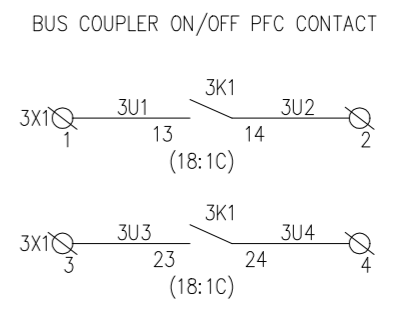 BUS COUPLER ON/OFF PFC CONTACT
3K1
3X1 3U1 3U2
1 13 14 2
(18:1C)
3K1
3X1 3U3 3U4
3 23 24 4
(18:1C)